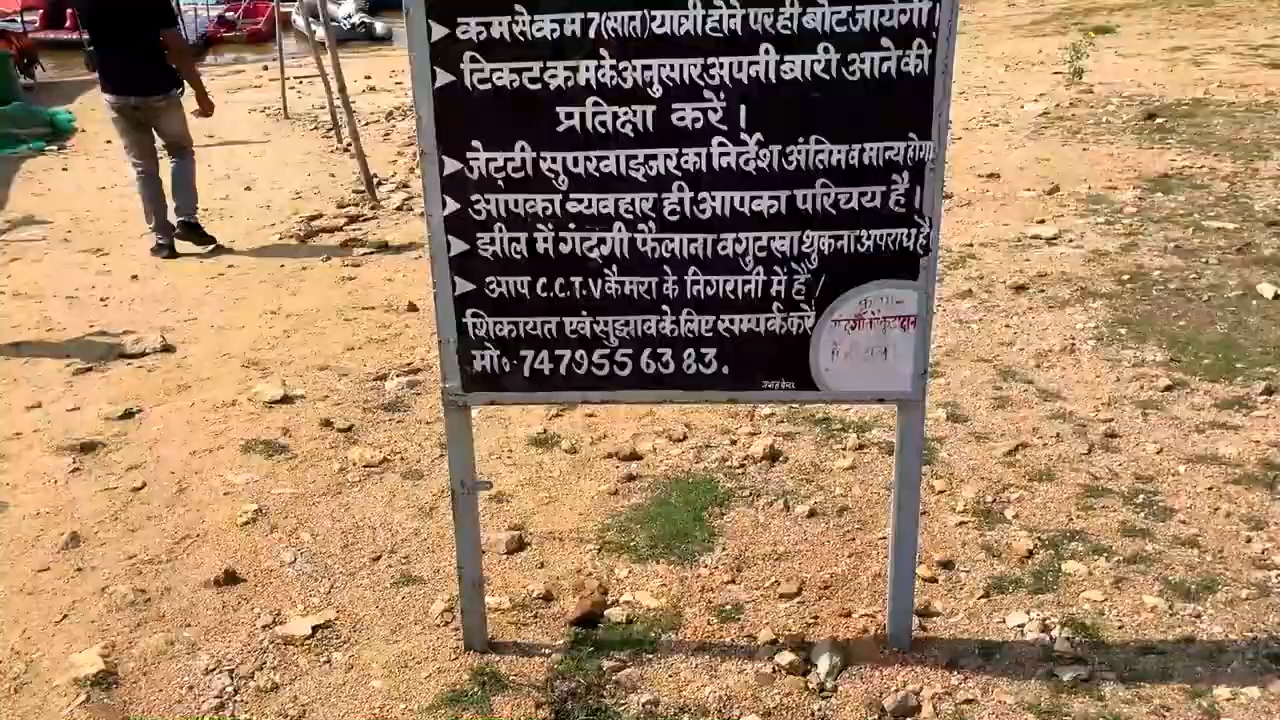 ➤ कम से कम 7 (सात) यात्री होने पर ही बोट जायेगी।
➤ टिकट क्रम के अनुसार अपनी बारी आने की
प्रतिक्षा करें।
➤ जेट्टी सुपरवाइजर का निर्देश अंतिम व मान्य होगा
➤ आपका व्यवहार ही आपका परिचय है।
➤ झील में गंदगी फैलाना व गुटखा थुकना अपराध है
➤ आप C.C.T.V कैमरा के निगरानी में हैं/
शिकायत एवं सुझाव के लिए सम्पर्क करें
मो॰ 7479556383.